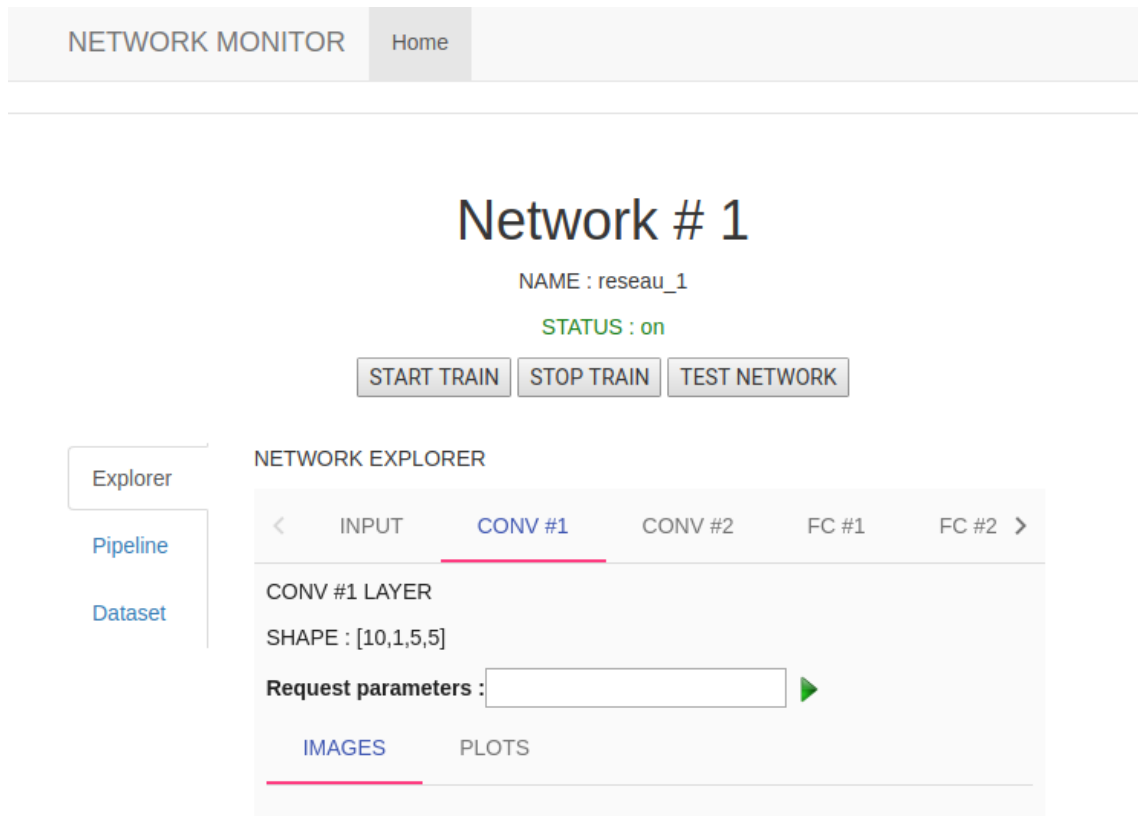 NETWORK MONITOR Home
Network # 1
NAME : reseau_1
STATUS : on
START TRAIN STOP TRAIN TEST NETWORK
Explorer
Pipeline
Dataset
NETWORK EXPLORER
< INPUT CONV #1 CONV #2 FC #1 FC #2 >
CONV #1 LAYER
SHAPE : [10,1,5,5]
Request parameters :
IMAGES PLOTS